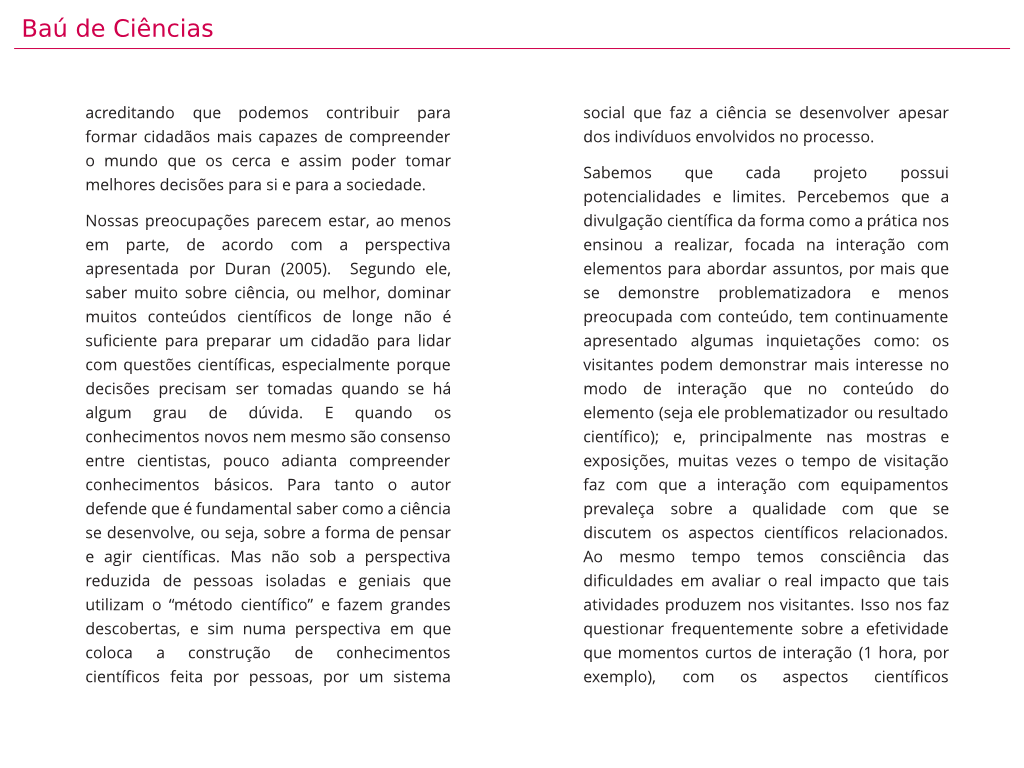 Baú de Ciências
acreditando que podemos contribuir para
formar cidadãos mais capazes de compreender
o mundo que os cerca e assim poder tomar
melhores decisões para si e para a sociedade.
Nossas preocupações parecem estar, ao menos
em parte, de acordo com a perspectiva
apresentada por Duran (2005). Segundo ele,
saber muito sobre ciência, ou melhor, dominar
muitos conteúdos científicos de longe não é
suficiente para preparar um cidadão para lidar
com questões científicas, especialmente porque
decisões precisam ser tomadas quando se há
algum grau de dúvida. E quando os
conhecimentos novos nem mesmo são consenso
entre cientistas, pouco adianta compreender
conhecimentos básicos. Para tanto o autor
defende que é fundamental saber como a ciência
se desenvolve, ou seja, sobre a forma de pensar
e agir científicas. Mas não sob a perspectiva
reduzida de pessoas isoladas e geniais que
utilizam o “método científico” e fazem grandes
descobertas, e sim numa perspectiva em que
coloca a construção de conhecimentos
científicos feita por pessoas, por um sistema
social que faz a ciência se desenvolver apesar
dos indivíduos envolvidos no processo.
Sabemos que cada projeto possui
potencialidades e limites. Percebemos que a
divulgação científica da forma como a prática nos
ensinou a realizar, focada na interação com
elementos para abordar assuntos, por mais que
se demonstre problematizadora e menos
preocupada com conteúdo, tem continuamente
apresentado algumas inquietações como: os
visitantes podem demonstrar mais interesse no
modo de interação que no conteúdo do
elemento (seja ele problematizador ou resultado
científico); e, principalmente nas mostras e
exposições, muitas vezes o tempo de visitação
faz com que a interação com equipamentos
prevaleça sobre a qualidade com que se
discutem os aspectos científicos relacionados.
Ao mesmo tempo temos consciência das
dificuldades em avaliar o real impacto que tais
atividades produzem nos visitantes. Isso nos faz
questionar frequentemente sobre a efetividade
que momentos curtos de interação (1 hora, por
exemplo), com os aspectos científicos